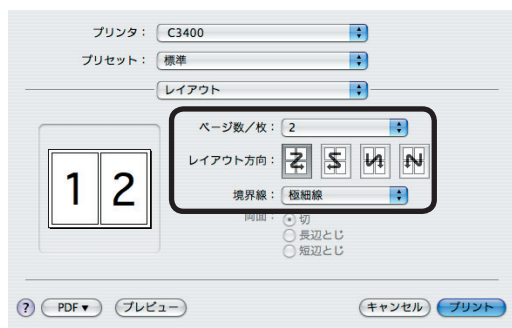 プリンタ： C3400
プリセット： 標準
レイアウト
ページ数／枚： 2
レイアウト方向：
境界線： 極細線
両面： 切
長辺とじ
短辺とじ
1 2
? PDF▼ プレビュー キャンセル プリント